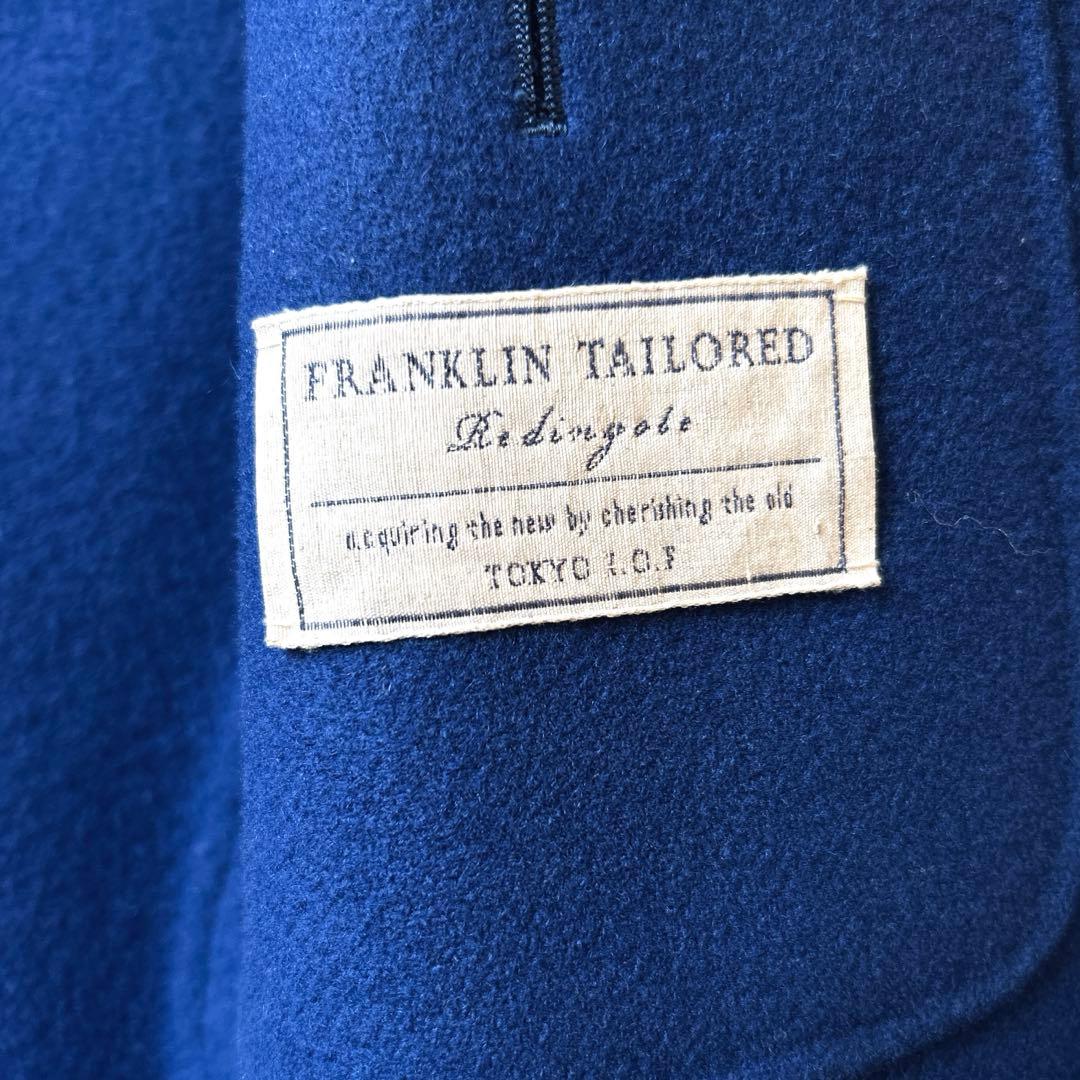 FRANKLIN TAILORED
Redingote
acquiring the new by cherishing the old
TOKYO I.O.F